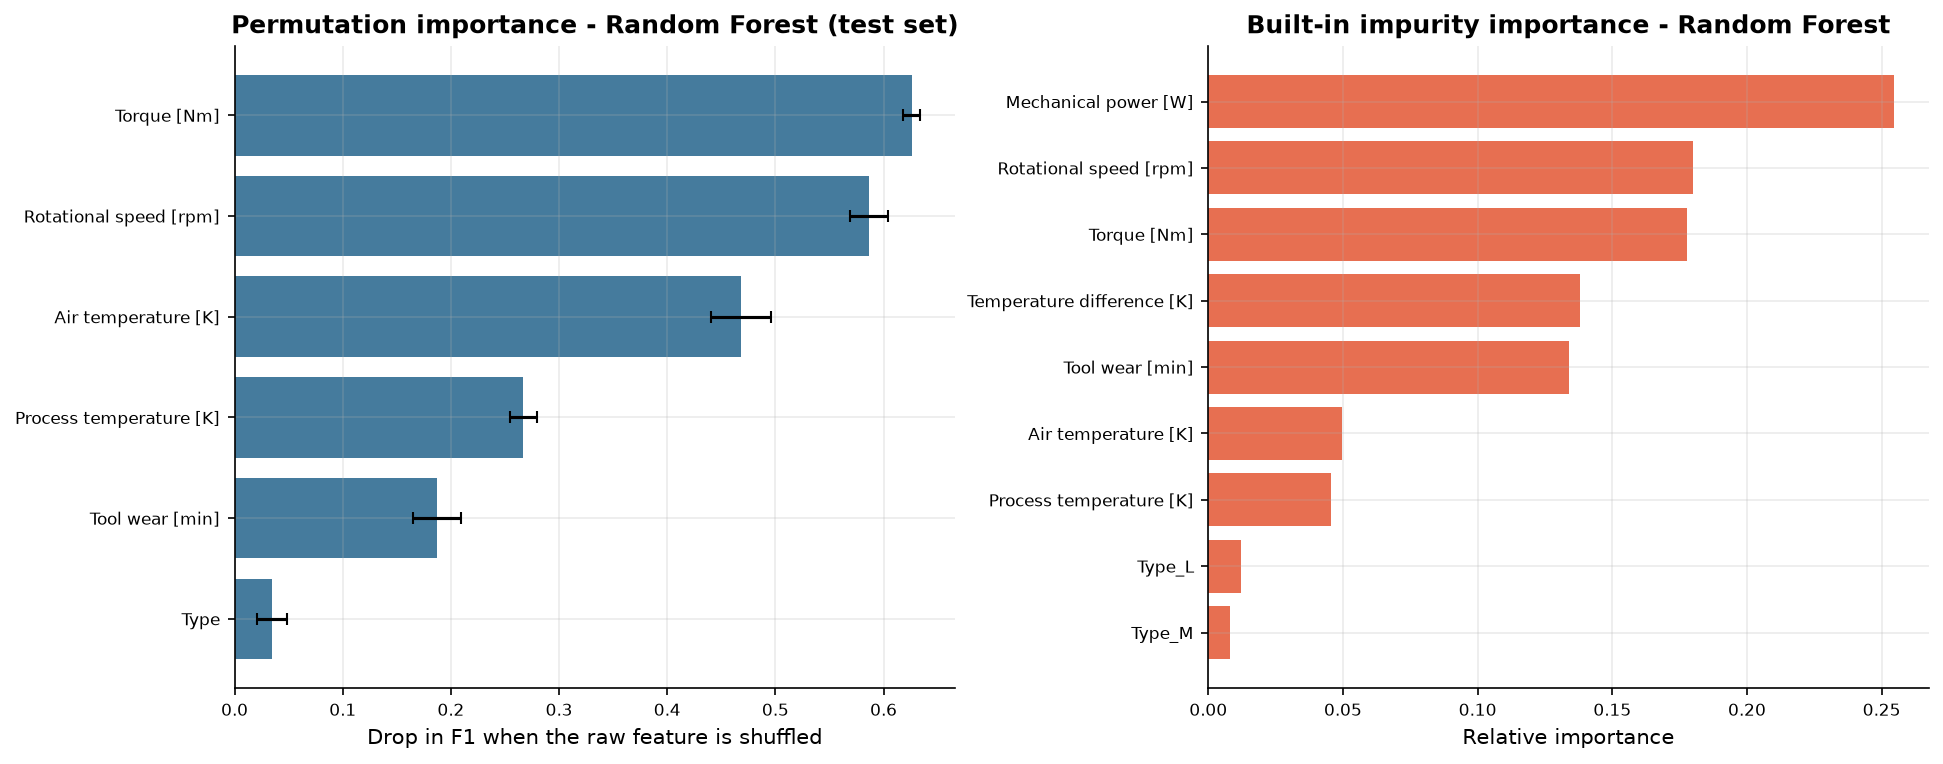 Permutation importance - Random Forest (test set)
Torque [Nm]
Rotational speed [rpm]
Air temperature [K]
Process temperature [K]
Tool wear [min]
Type
0.0 0.1 0.2 0.3 0.4 0.5 0.6
Drop in F1 when the raw feature is shuffled
Built-in impurity importance - Random Forest
Mechanical power [W]
Rotational speed [rpm]
Torque [Nm]
Temperature difference [K]
Tool wear [min]
Air temperature [K]
Process temperature [K]
Type_L
Type_M
0.00 0.05 0.10 0.15 0.20 0.25
Relative importance